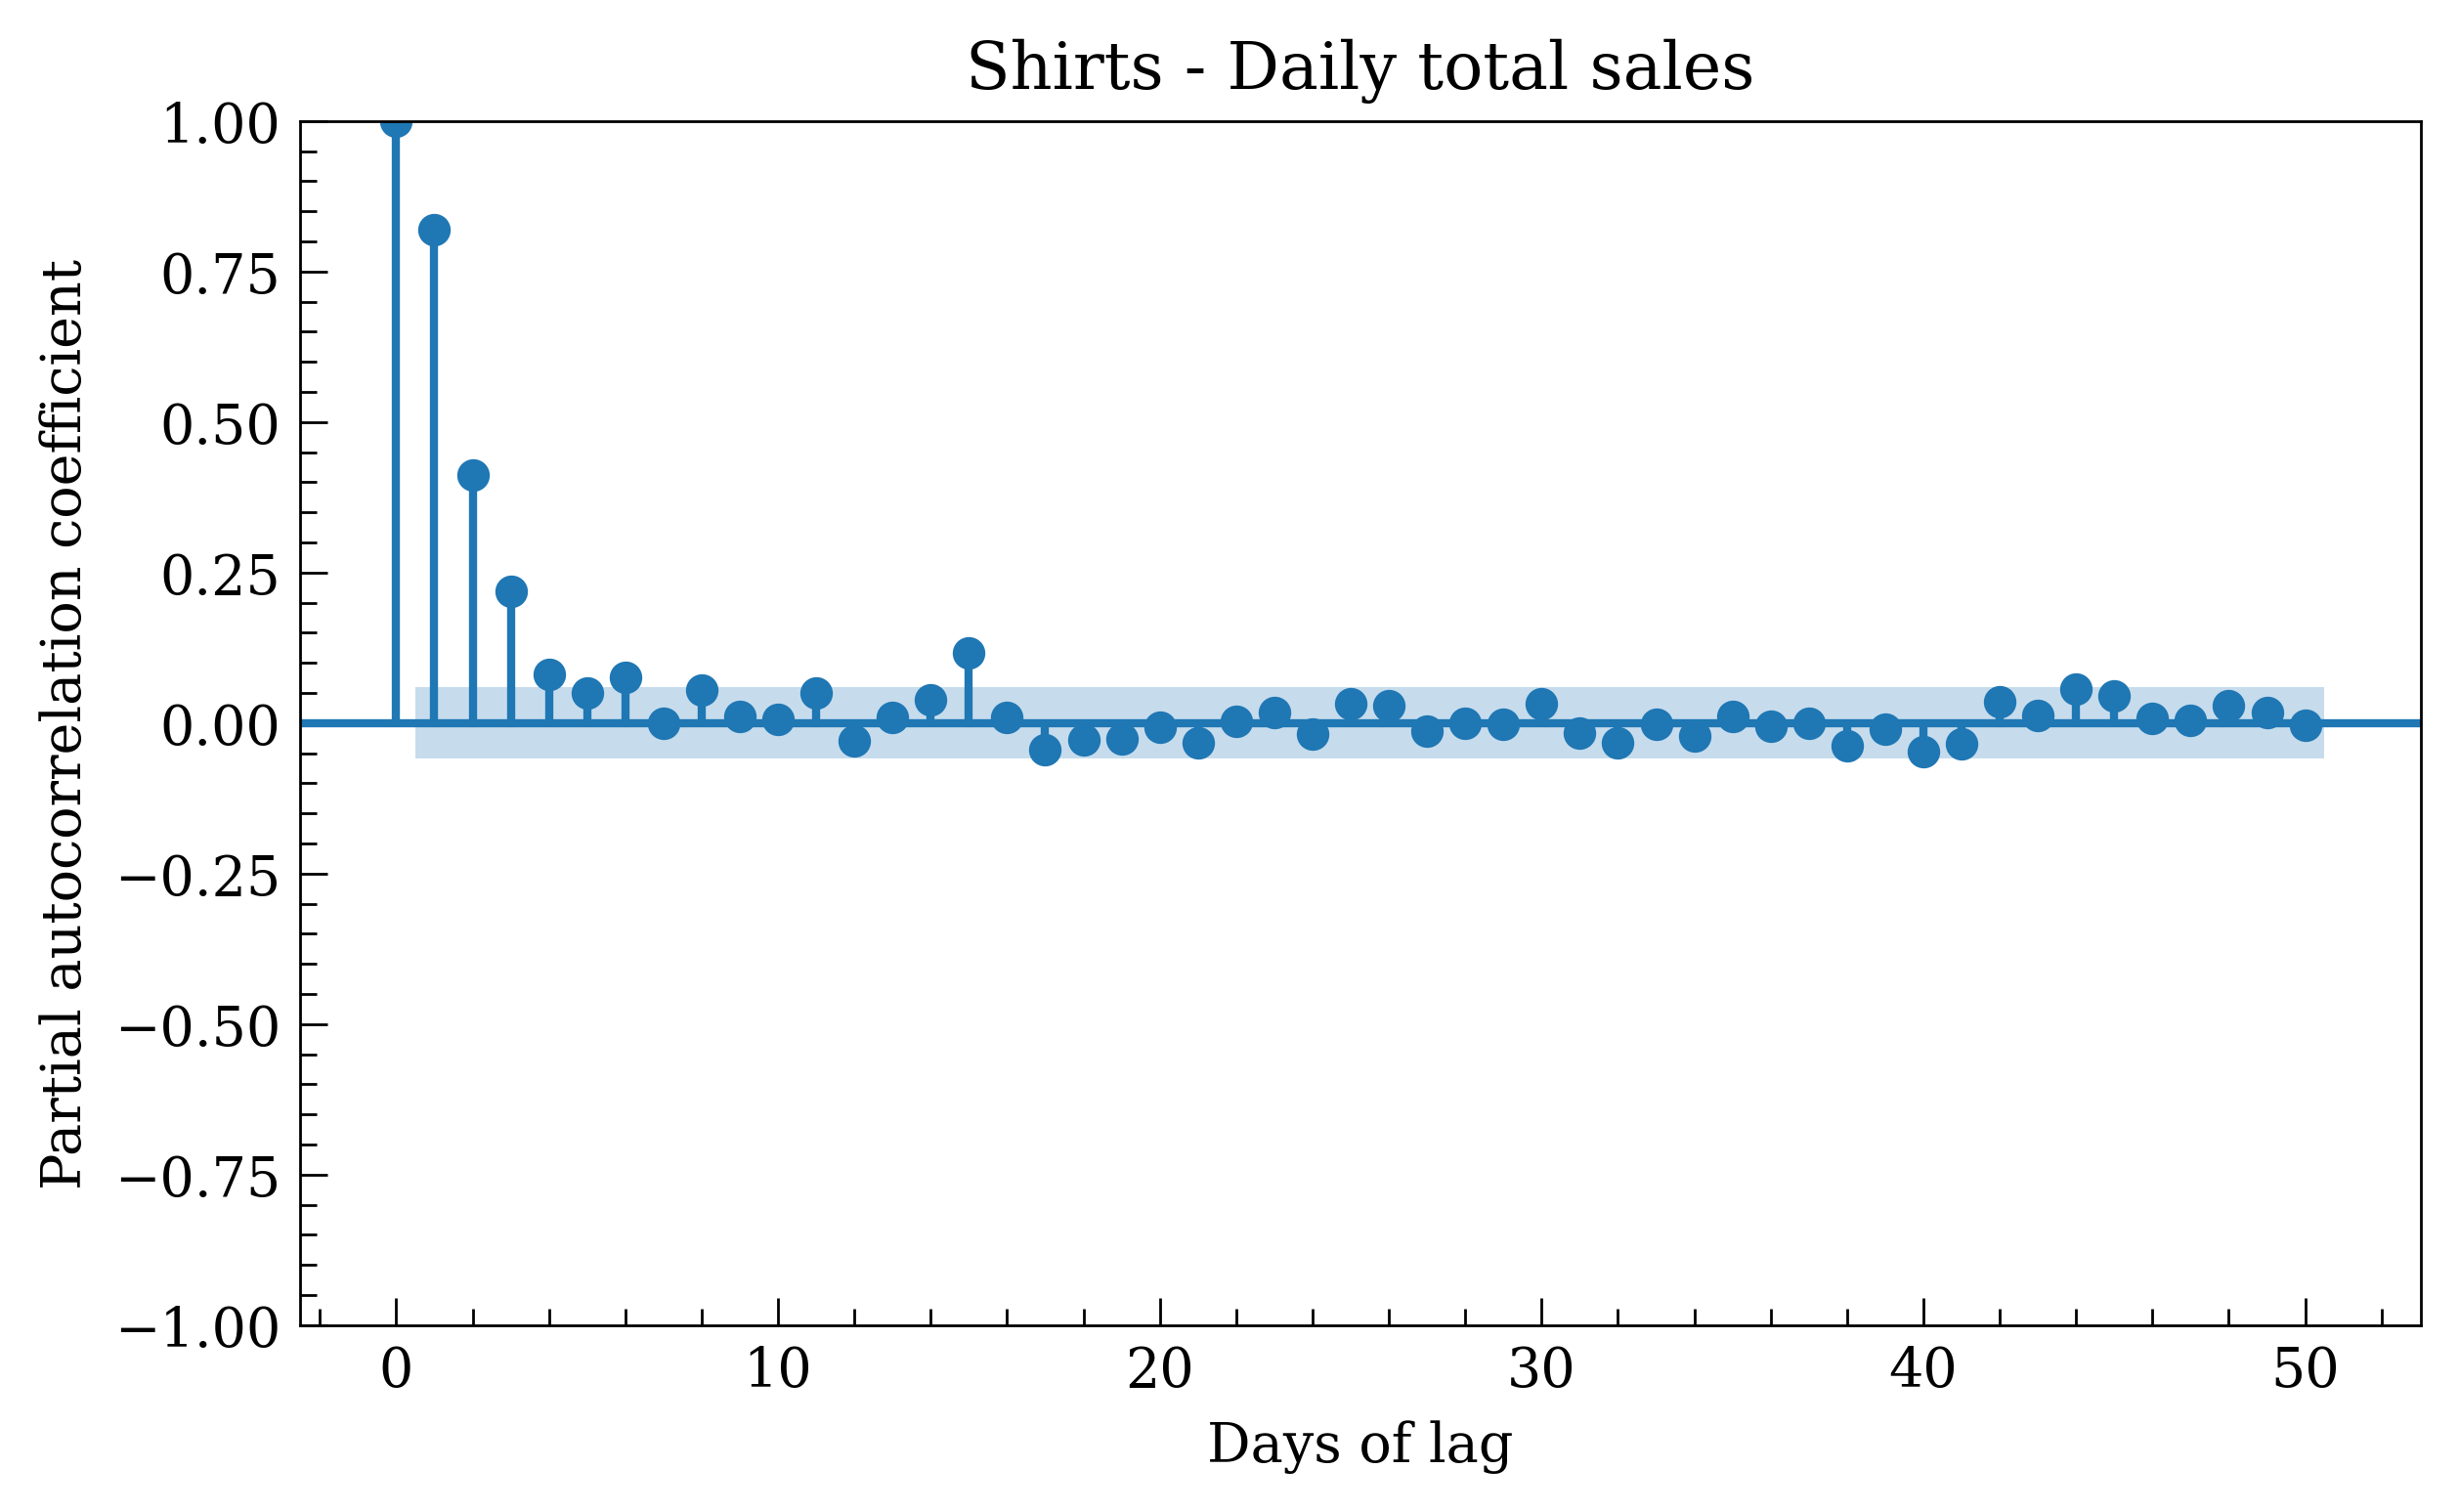 Shirts - Daily total sales
Partial autocorrelation coefficient
1.00
0.75
0.50
0.25
0.00
−0.25
−0.50
−0.75
−1.00
0 10 20 30 40 50
Days of lag